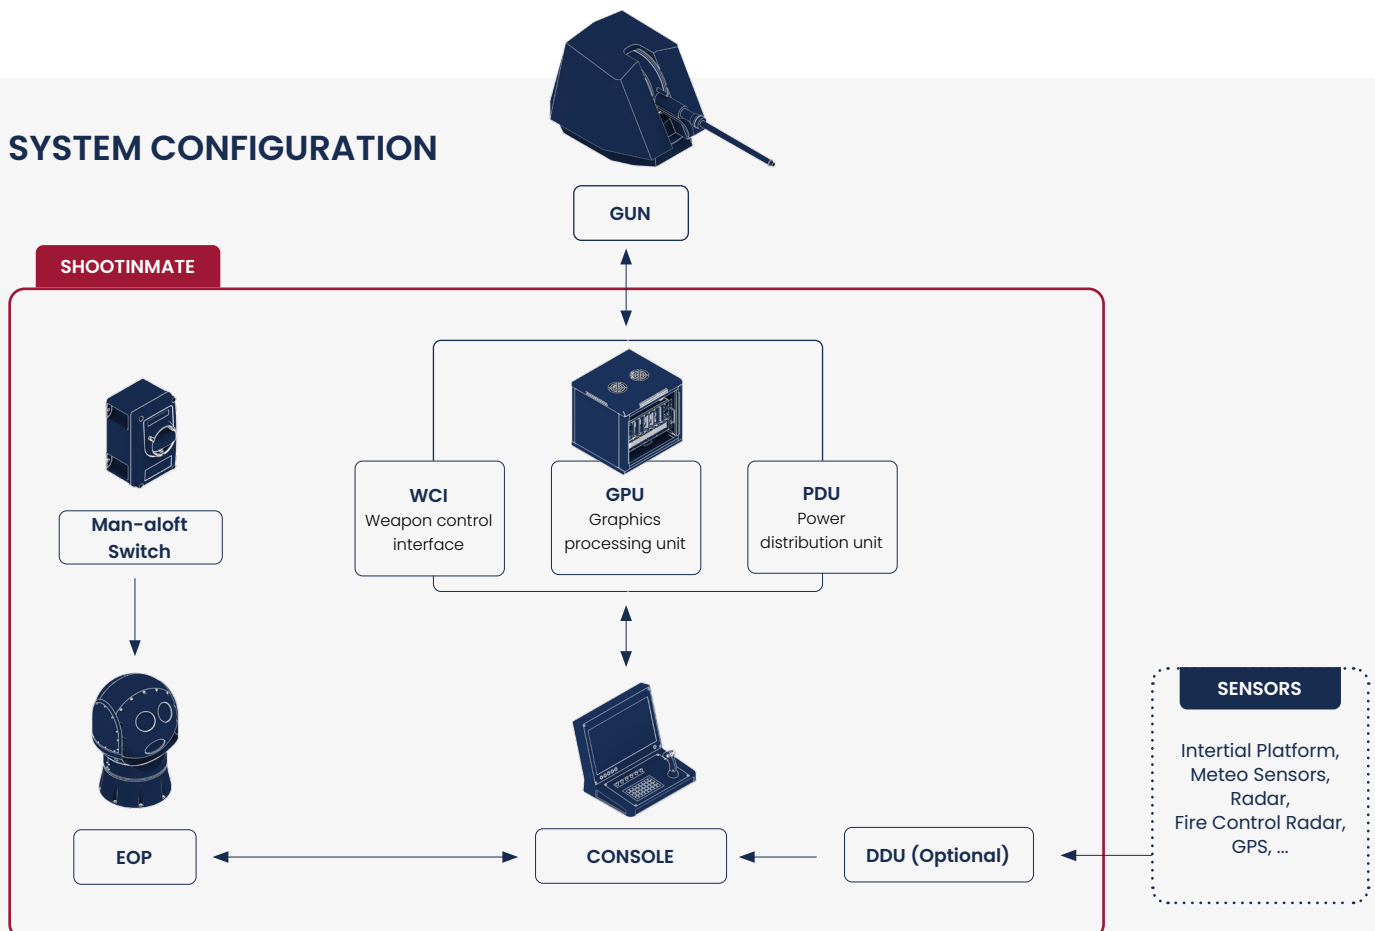 SYSTEM CONFIGURATION
GUN
SHOOTINMATE
Man-aloft
Switch
WCI
Weapon control
interface
GPU
Graphics
processing unit
PDU
Power
distribution unit
EOP
CONSOLE
DDU (Optional)
SENSORS
Intertial Platform,
Meteo Sensors,
Radar,
Fire Control Radar,
GPS, ...